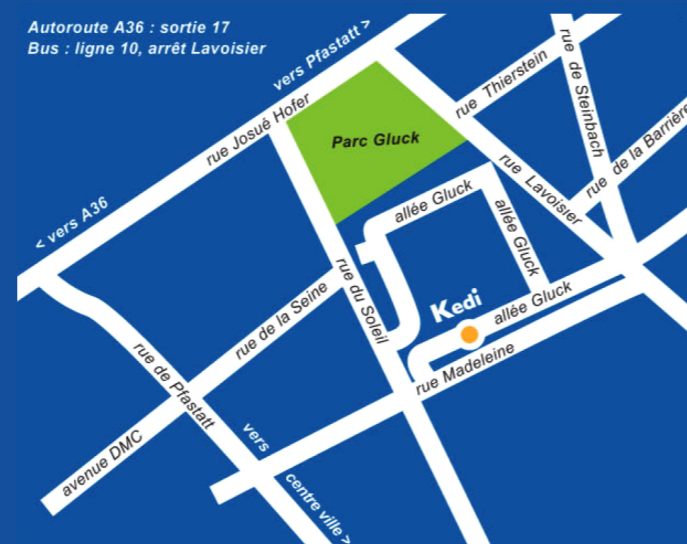 Autoroute A36 : sortie 17
Bus : ligne 10, arrêt Lavoisier
vers Pfastatt >
rue Josué Hofer
< vers A36
Parc Gluck
rue Thierstein
rue de Steinbach
rue de la Barrière
rue Lavoisier
allée Gluck
allée Gluck
allée Gluck
Kedi
rue du Soleil
rue de la Seine
rue Madeleine
rue de Pfastatt
avenue DMC
vers
centre ville >